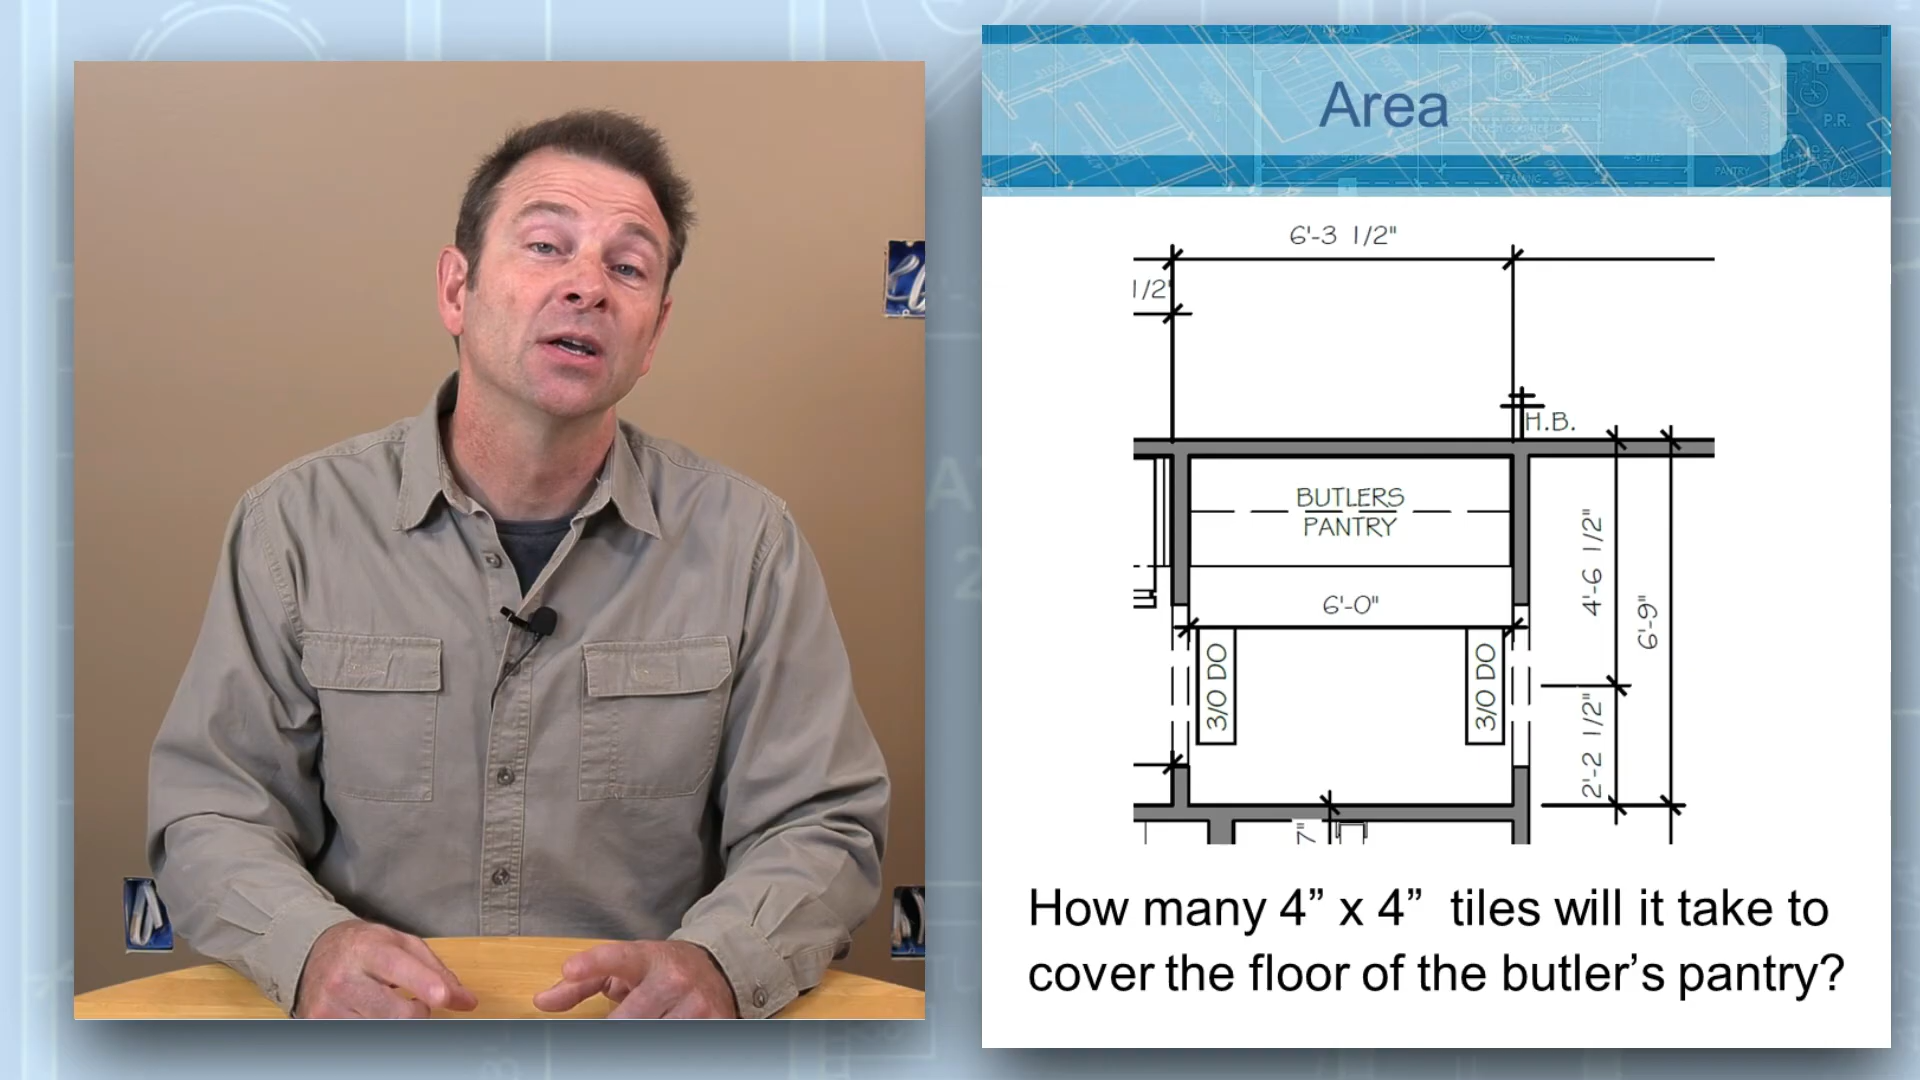 Area
6'-3 1/2"
1/2"
H.B.
BUTLERS
PANTRY
6'-0"
4'-6 1/2"
6'-9"
3/0 DO
3/0 DO
2'-2 1/2"
7"
How many 4” x 4” tiles will it take to
cover the floor of the butler’s pantry?
P.R.
PANTRY